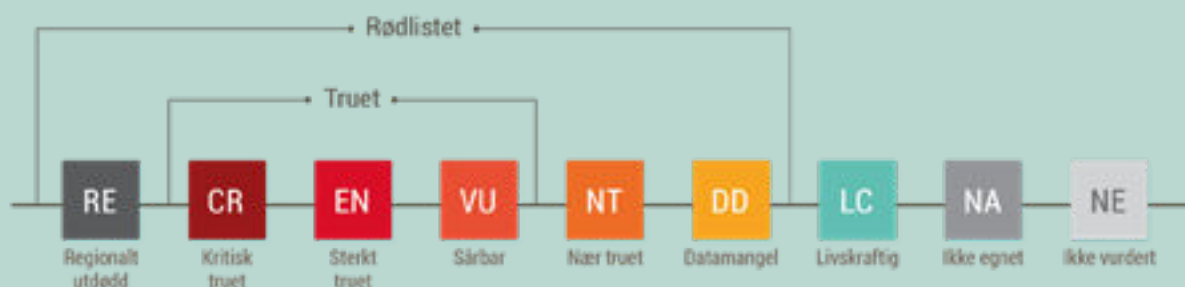 Rødlistet
Truet
RE CR EN VU NT DD LC NA NE
Regionalt Kritisk Sterkt Sårbar Nær truet Datamangel Livskraftig Ikke egnet Ikke vurdert
utdødd truet truet